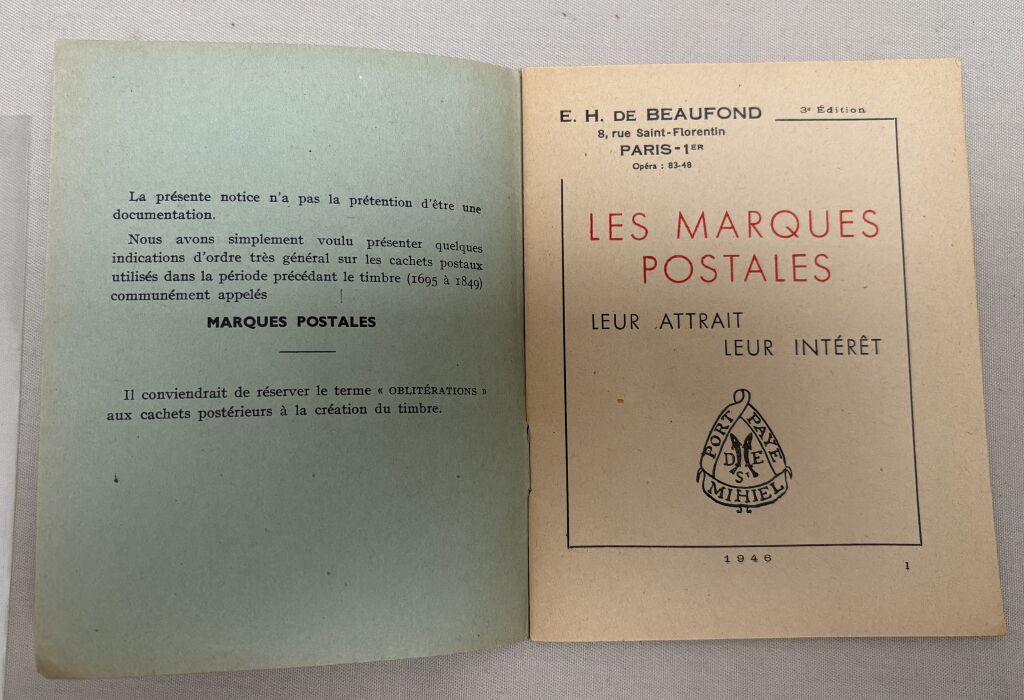 La présente notice n'a pas la prétention d'être une
documentation.
Nous avons simplement voulu présenter quelques
indications d'ordre très général sur les cachets postaux
utilisés dans la période précédant le timbre (1695 à 1849)
communément appelés
MARQUES POSTALES
Il conviendrait de réserver le terme « OBLITÉRATIONS »
aux cachets postérieurs à la création du timbre.
E. H. DE BEAUFOND
3e Édition
8, rue Saint-Florentin
PARIS-1ER
Opéra : 83-48
LES MARQUES
POSTALES
LEUR ATTRAIT
LEUR INTÉRÊT
PORT PAYE
D E
ST
MIHIEL
1946
1